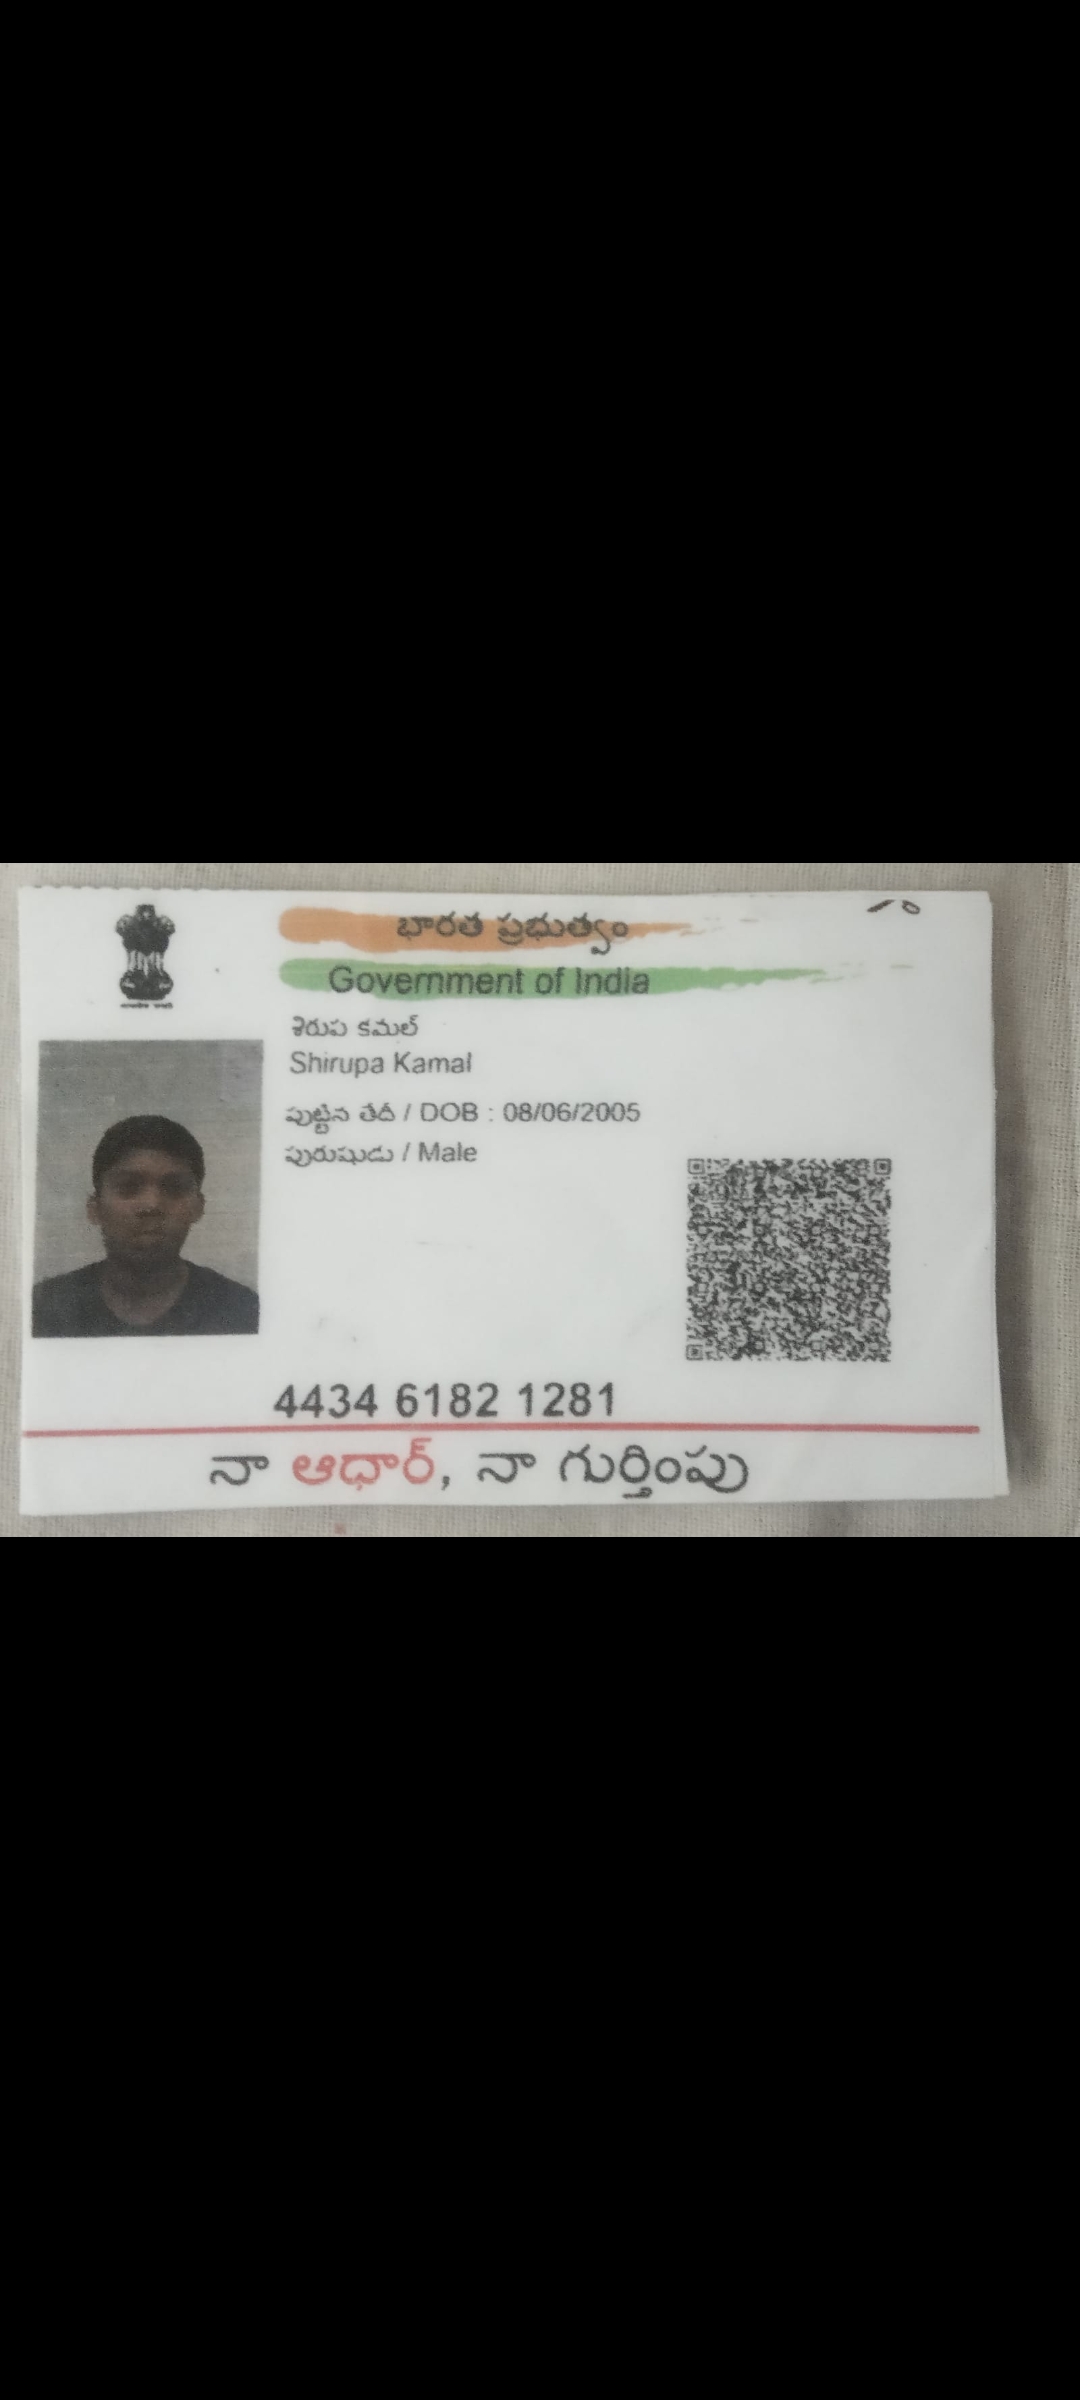 భారత ప్రభుత్వం
Government of India
శిరుప కమల్
Shirupa Kamal
పుట్టిన తేదీ / DOB : 08/06/2005
పురుషుడు / Male
4434 6182 1281
నా ఆధార్, నా గుర్తింపు